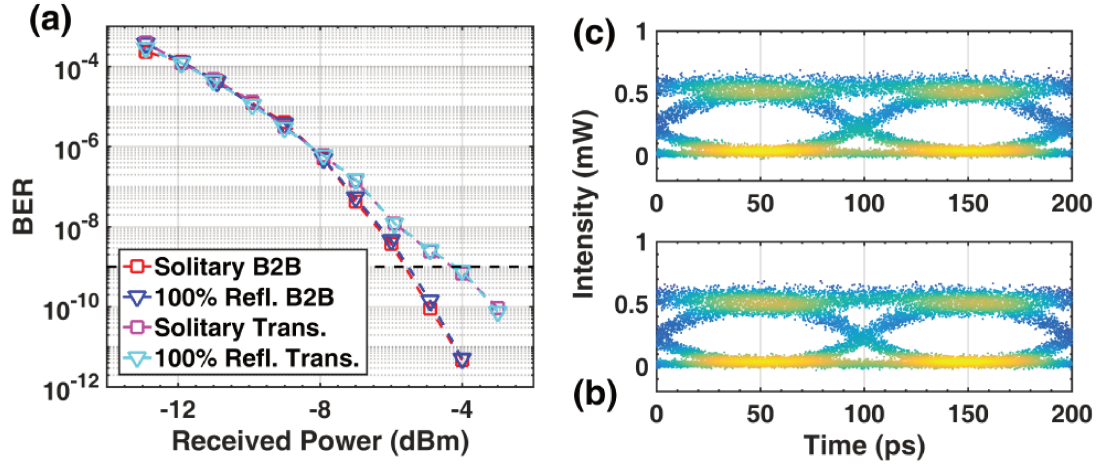 (a)
BER
10-4
10-6
10-8
10-10
10-12
Solitary B2B
100% Refl. B2B
Solitary Trans.
100% Refl. Trans.
-12
-8
-4
Received Power (dBm)
(c)
Intensity (mW)
1
0.5
0
0
50
100
150
200
1
0.5
0
(b)
0
50
100
150
200
Time (ps)